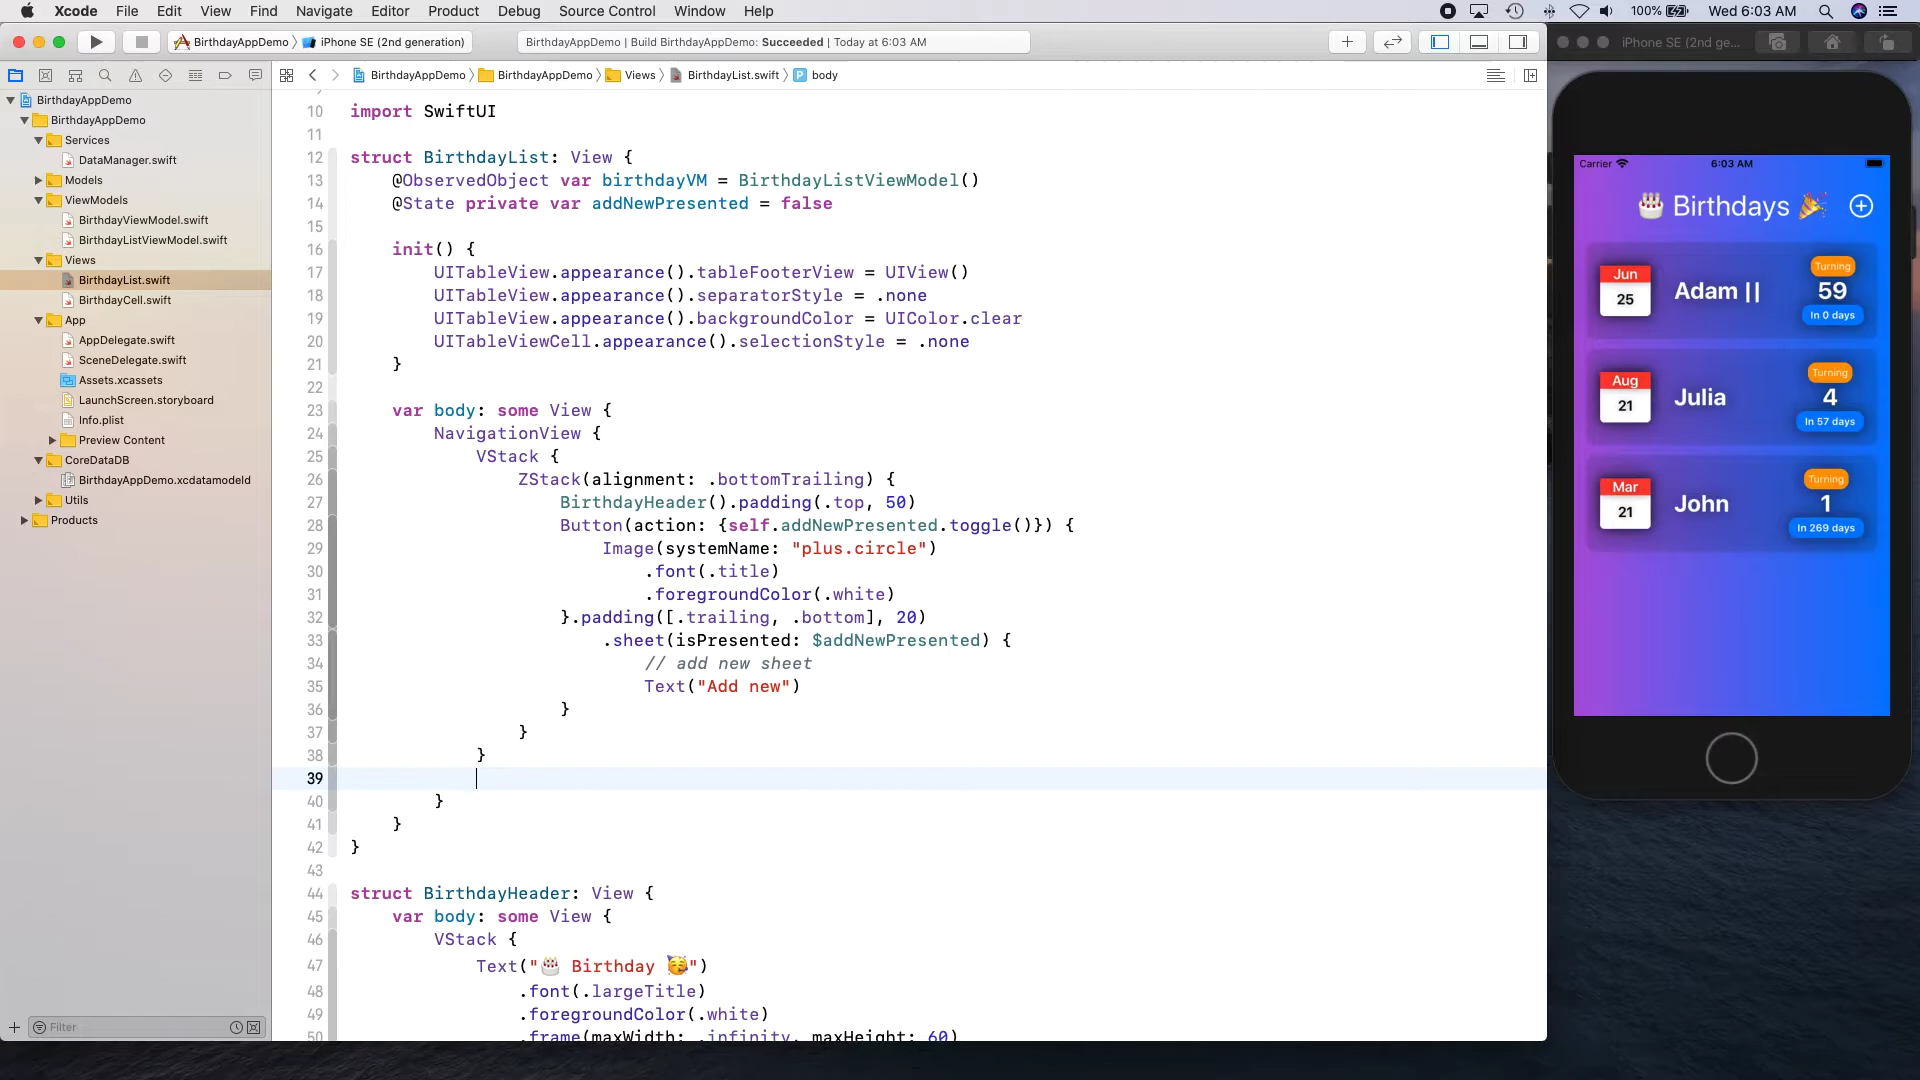 Xcode File Edit View Find Navigate Editor Product Debug Source Control Window Help 100% Wed 6:03 AM
BirthdayAppDemo iPhone SE (2nd generation) BirthdayAppDemo | Build BirthdayAppDemo: Succeeded | Today at 6:03 AM iPhone SE (2nd ge...
BirthdayAppDemo BirthdayAppDemo Views BirthdayList.swift P body
BirthdayAppDemo
BirthdayAppDemo
Services
DataManager.swift
Models
ViewModels
BirthdayViewModel.swift
BirthdayListViewModel.swift
Views
BirthdayList.swift
BirthdayCell.swift
App
AppDelegate.swift
SceneDelegate.swift
Assets.xcassets
LaunchScreen.storyboard
Info.plist
Preview Content
CoreDataDB
BirthdayAppDemo.xcdatamodeld
Utils
Products
Filter
10 import SwiftUI
11
12 struct BirthdayList: View {
13 @ObservedObject var birthdayVM = BirthdayListViewModel()
14 @State private var addNewPresented = false
15
16 init() {
17 UITableView.appearance().tableFooterView = UIView()
18 UITableView.appearance().separatorStyle = .none
19 UITableView.appearance().backgroundColor = UIColor.clear
20 UITableViewCell.appearance().selectionStyle = .none
21 }
22
23 var body: some View {
24 NavigationView {
25 VStack {
26 ZStack(alignment: .bottomTrailing) {
27 BirthdayHeader().padding(.top, 50)
28 Button(action: {self.addNewPresented.toggle()}) {
29 Image(systemName: "plus.circle")
30 .font(.title)
31 .foregroundColor(.white)
32 }.padding([.trailing, .bottom], 20)
33 .sheet(isPresented: $addNewPresented) {
34 // add new sheet
35 Text("Add new")
36 }
37 }
38 }
39
40 }
41 }
42 }
43
44 struct BirthdayHeader: View {
45 var body: some View {
46 VStack {
47 Text("🎂 Birthday 🥳")
48 .font(.largeTitle)
49 .foregroundColor(.white)
50 .frame(maxWidth: .infinity, maxHeight: 60)
Carrier 6:03 AM
🎂 Birthdays 🎉
Jun
25
Adam ||
Turning
59
In 0 days
Aug
21
Julia
Turning
4
In 57 days
Mar
21
John
Turning
1
In 269 days